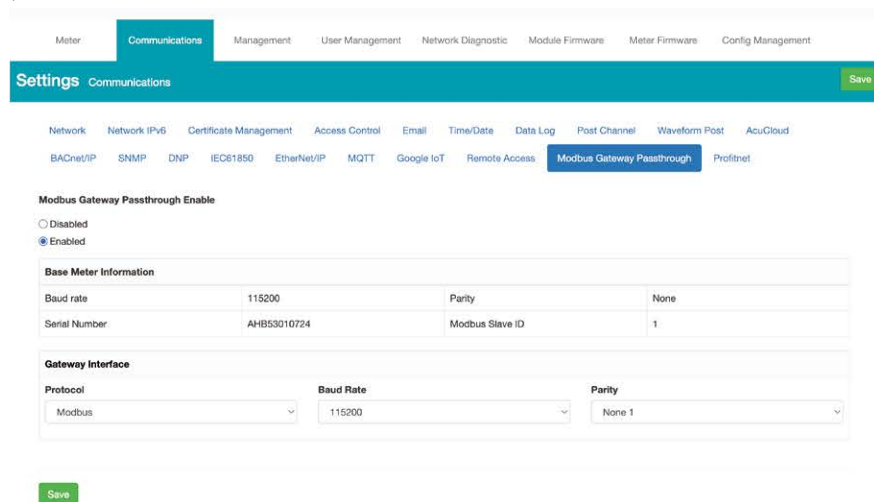 Meter Communications Management User Management Network Diagnostic Module Firmware Meter Firmware Config Management
Settings Communications Save
Network Network IPv6 Certificate Management Access Control Email Time/Date Data Log Post Channel Waveform Post AcuCloud
BACnet/IP SNMP DNP IEC61850 EtherNet/IP MQTT Google IoT Remote Access Modbus Gateway Passthrough Profitnet
Modbus Gateway Passthrough Enable
Disabled
Enabled
Base Meter Information
Baud rate 115200 Parity None
Serial Number AHB53010724 Modbus Slave ID 1
Gateway Interface
Protocol Baud Rate Parity
Modbus 115200 None 1
Save